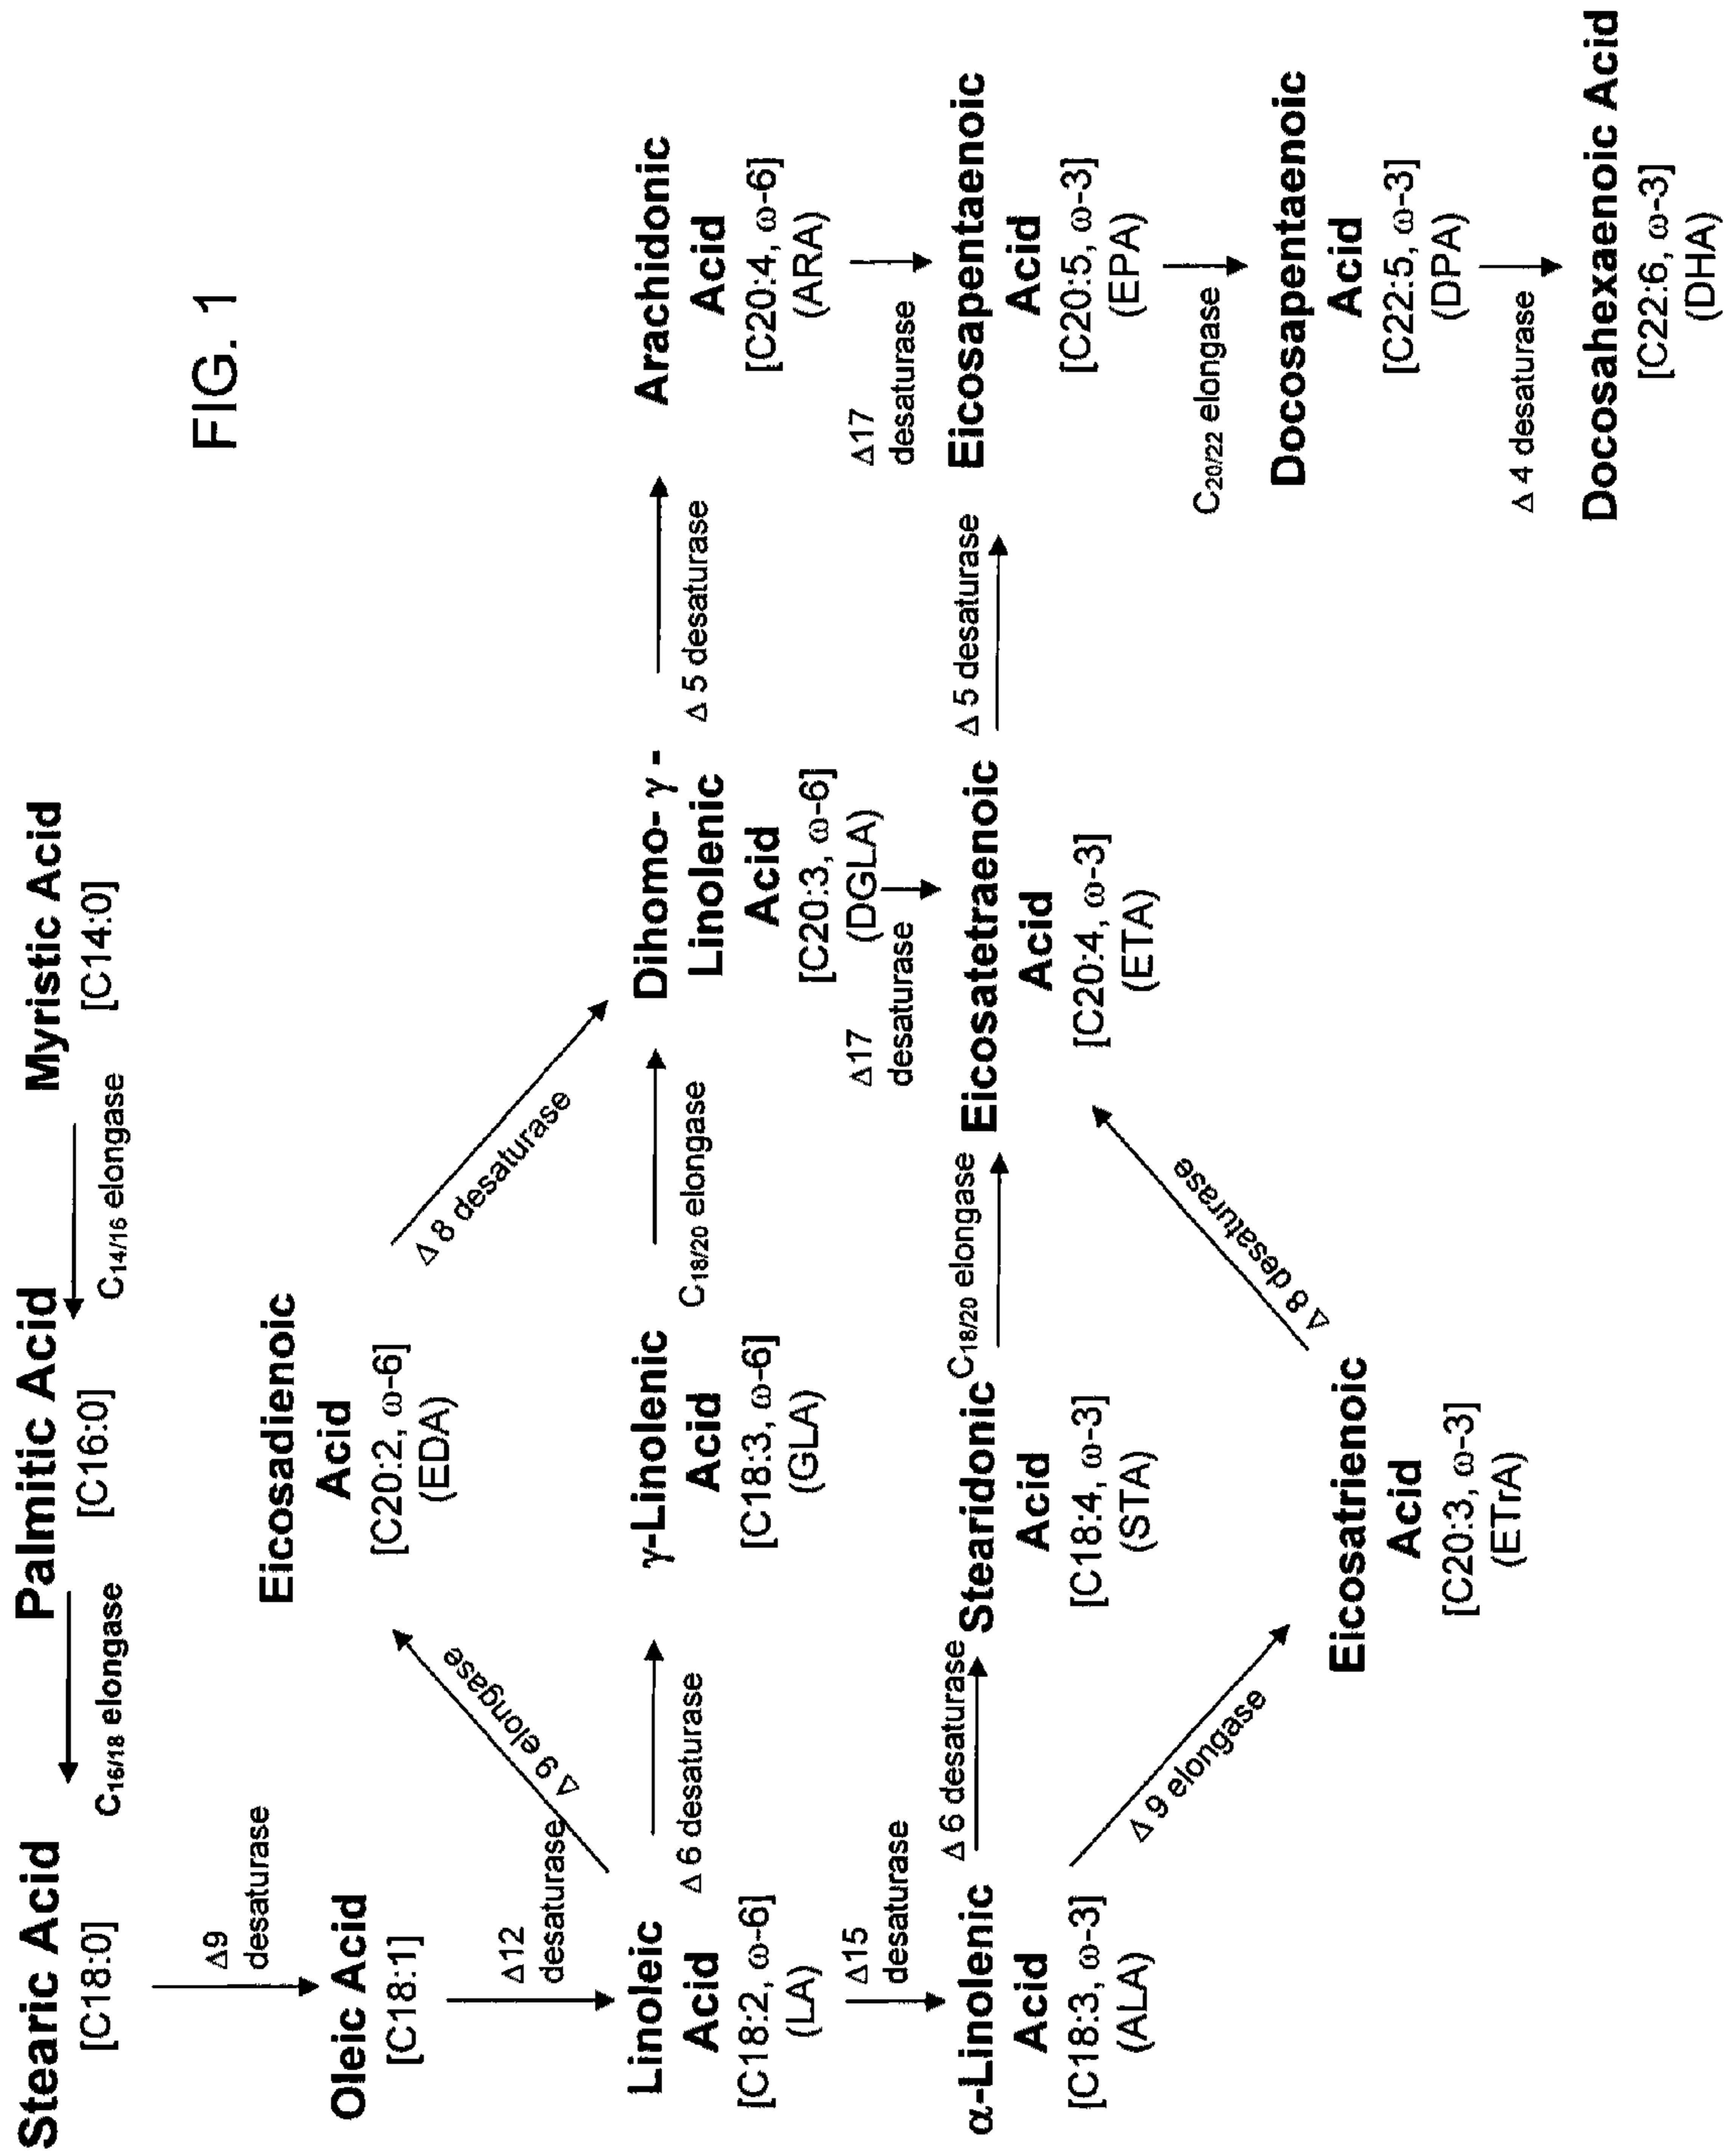 FIG. 1
Myristic Acid
[C14:0]
C14/16 elongase
Palmitic Acid
[C16:0]
C16/18 elongase
Stearic Acid
[C18:0]
Δ9
desaturase
Oleic Acid
[C18:1]
Δ12
desaturase
Linoleic
Acid
[C18:2, ω-6]
(LA)
Δ 9 elongase
Eicosadienoic
Acid
[C20:2, ω-6]
(EDA)
Δ 8 desaturase
Δ 6 desaturase
γ-Linolenic
Acid
[C18:3, ω-6]
(GLA)
C18/20 elongase
Dihomo- γ -
Linolenic
Acid
[C20:3, ω-6]
(DGLA)
Δ 5 desaturase
Arachidonic
Acid
[C20:4, ω-6]
(ARA)
Δ15
desaturase
Δ17
desaturase
Δ17
desaturase
α-Linolenic
Acid
[C18:3, ω-3]
(ALA)
Δ 6 desaturase
Stearidonic
Acid
[C18:4, ω-3]
(STA)
C18/20 elongase
Eicosatetraenoic
Acid
[C20:4, ω-3]
(ETA)
Δ 5 desaturase
Eicosapentaenoic
Acid
[C20:5, ω-3]
(EPA)
Δ 9 elongase
Eicosatrienoic
Acid
[C20:3, ω-3]
(ETrA)
Δ 8 desaturase
C20/22 elongase
Docosapentaenoic
Acid
[C22:5, ω-3]
(DPA)
Δ 4 desaturase
Docosahexaenoic Acid
[C22:6, ω-3]
(DHA)